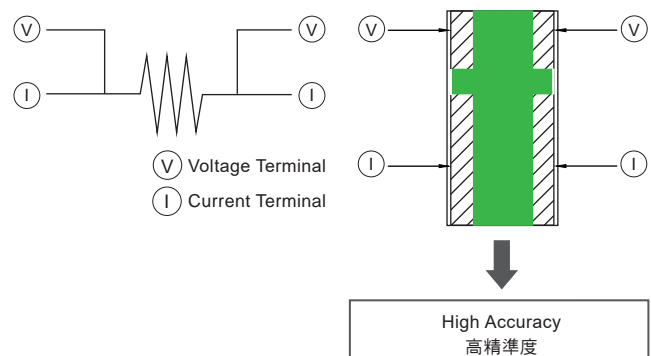 V V
I I
V Voltage Terminal
I Current Terminal
V V
I I
High Accuracy
高精準度